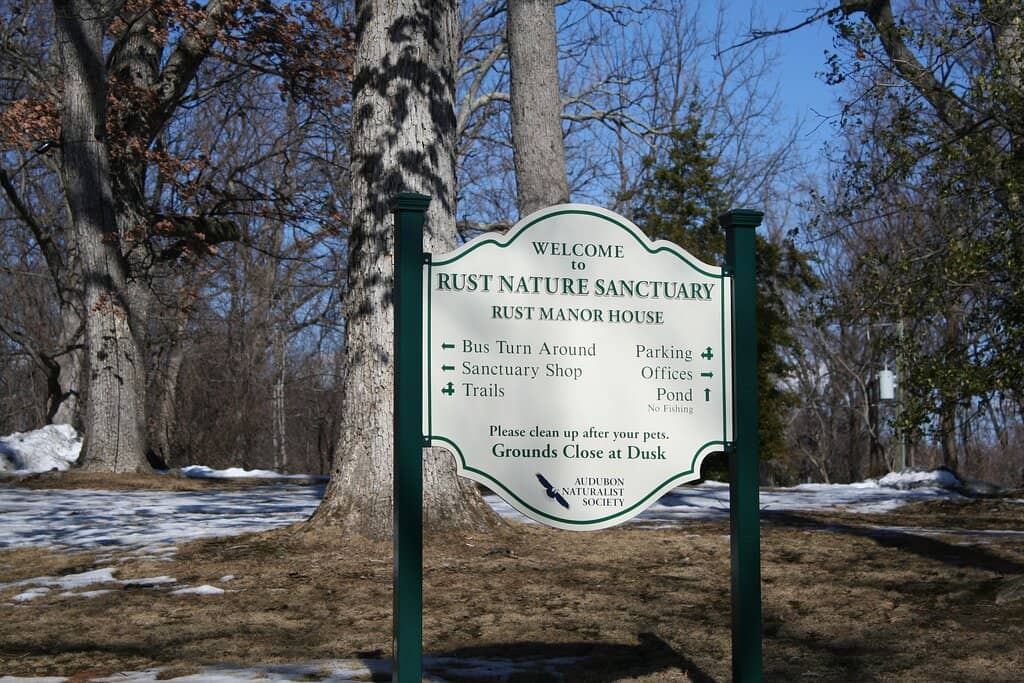 WELCOME
to
RUST NATURE SANCTUARY
RUST MANOR HOUSE
Bus Turn Around
Sanctuary Shop
Trails
Parking
Offices
Pond
No Fishing
Please clean up after your pets.
Grounds Close at Dusk
AUDUBON
NATURALIST
SOCIETY